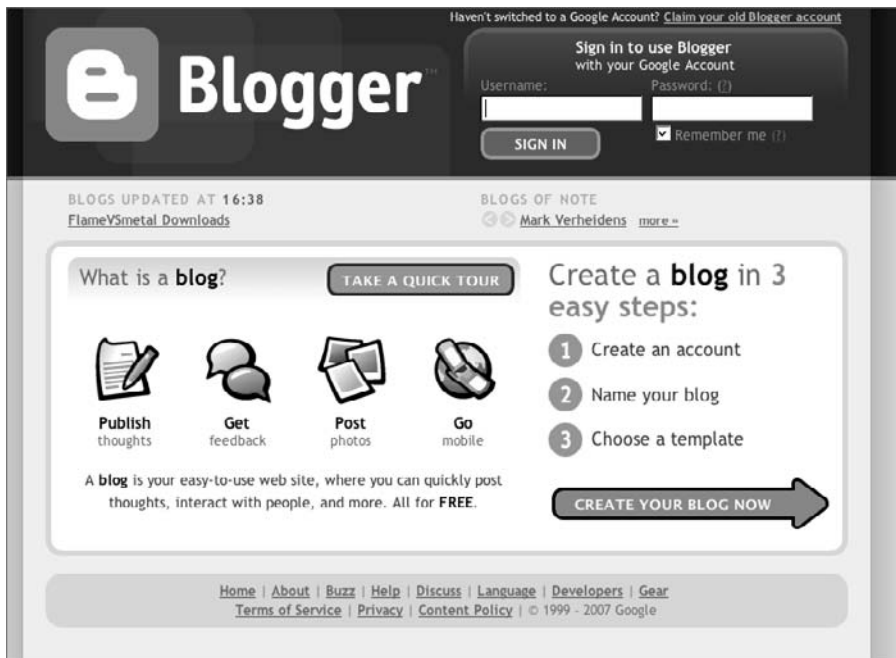 Haven't switched to a Google Account? Claim your old Blogger account
Blogger™
Sign in to use Blogger
with your Google Account
Username:
Password: (?)
SIGN IN
Remember me (?)
BLOGS UPDATED AT 16:38
FlameVSmetal Downloads
BLOGS OF NOTE
Mark Verheidens more »
What is a blog?
TAKE A QUICK TOUR
Publish
thoughts
Get
feedback
Post
photos
Go
mobile
A blog is your easy-to-use web site, where you can quickly post
thoughts, interact with people, and more. All for FREE.
Create a blog in 3
easy steps:
1 Create an account
2 Name your blog
3 Choose a template
CREATE YOUR BLOG NOW
Home | About | Buzz | Help | Discuss | Language | Developers | Gear
Terms of Service | Privacy | Content Policy | © 1999 - 2007 Google